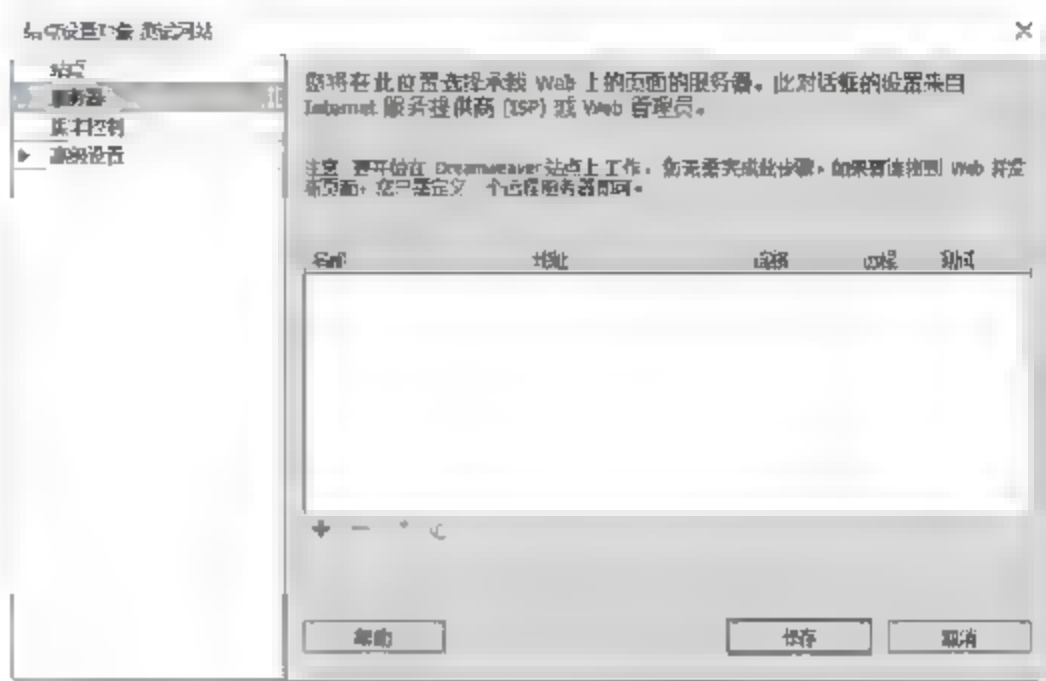 站点设置对象 测试网站
站点
服务器
版本控制
高级设置
您将在此位置选择承载 Web 上的页面的服务器。此对话框的设置来自
Internet 服务提供商 (ISP) 或 Web 管理员。
注意：要开始在 Dreamweaver 站点上工作，您无需完成此步骤。如果要连接到 Web 并发
布页面，您只需定义一个远程服务器即可。
名称 地址 连接 远程 测试
帮助 保存 取消